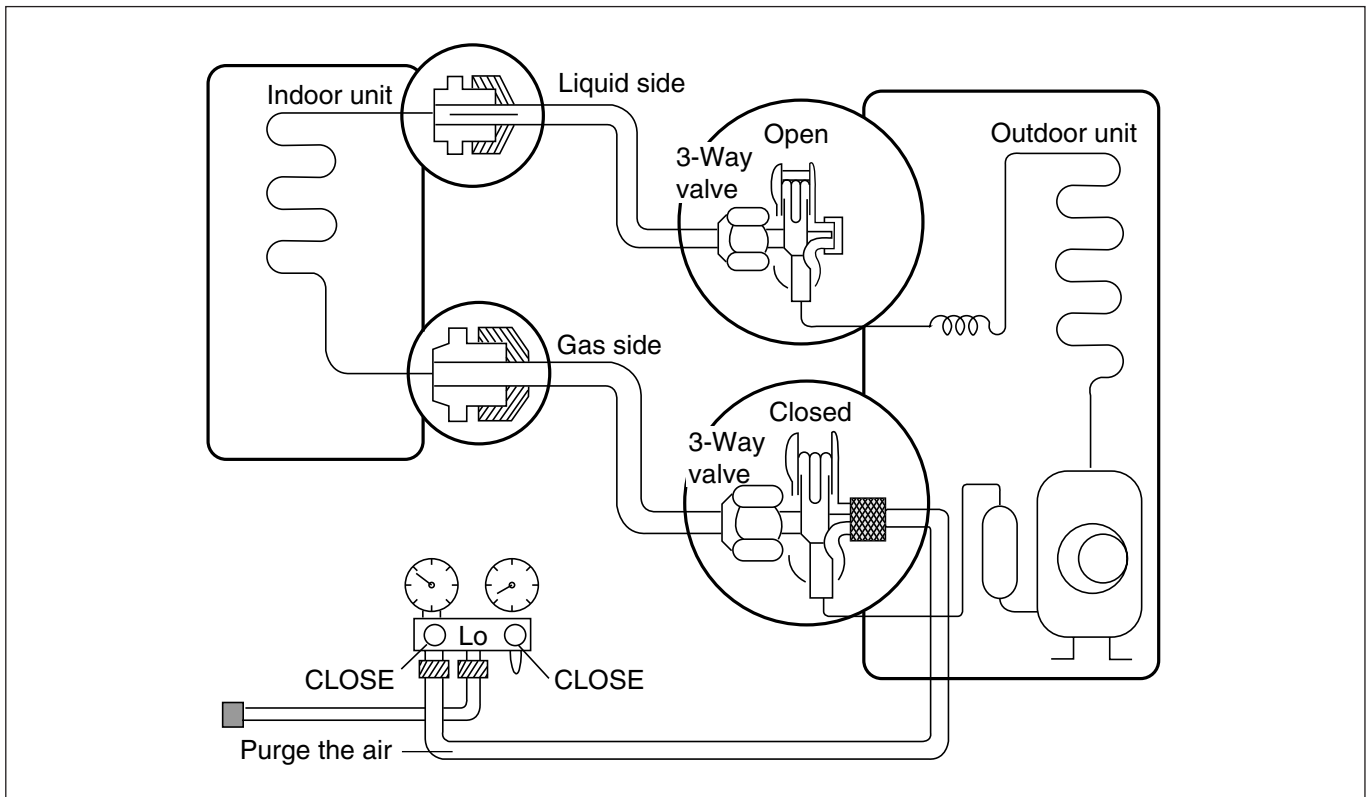 Indoor unit
Liquid side
Open
3-Way
valve
Outdoor unit
Gas side
Closed
3-Way
valve
Lo
CLOSE
CLOSE
Purge the air